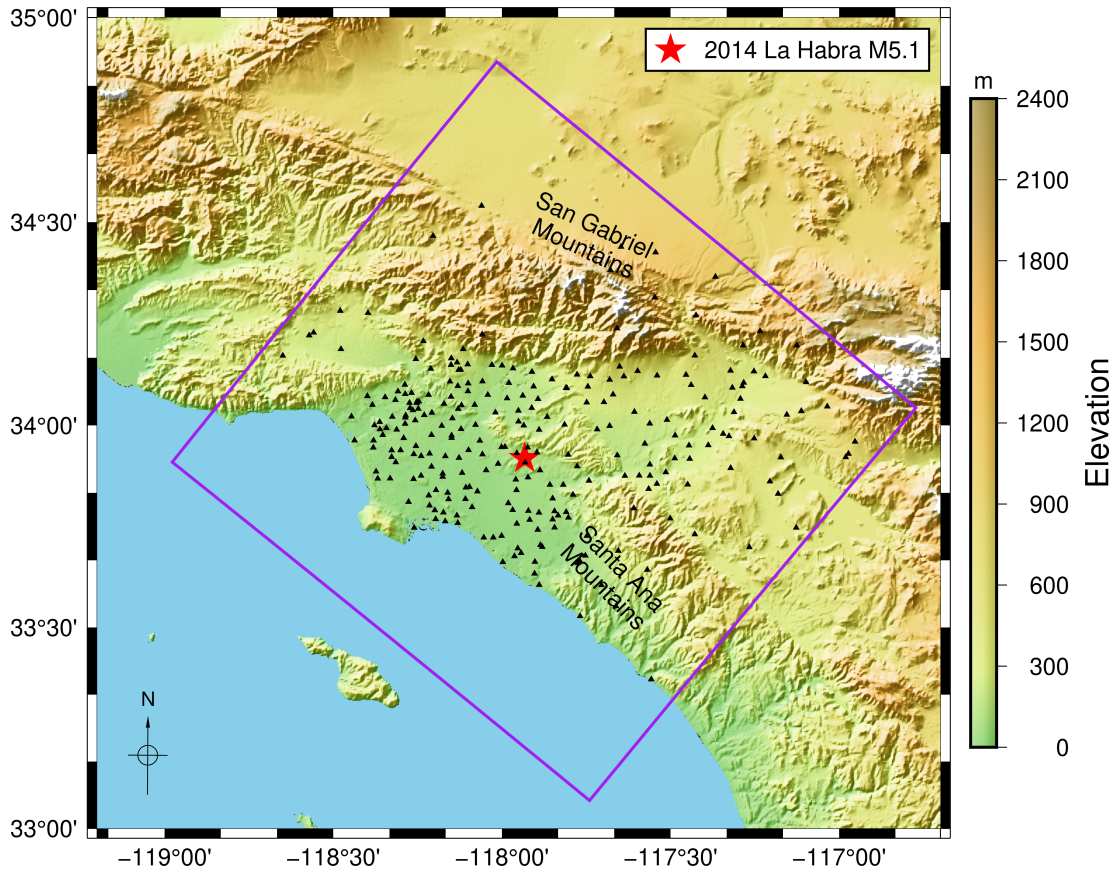 35°00'
34°30'
34°00'
33°30'
33°00'
2014 La Habra M5.1
San Gabriel
Mountains
Santa Ana
Mountains
N
−119°00'
−118°30'
−118°00'
−117°30'
−117°00'
m
2400
2100
1800
1500
1200
900
600
300
0
Elevation